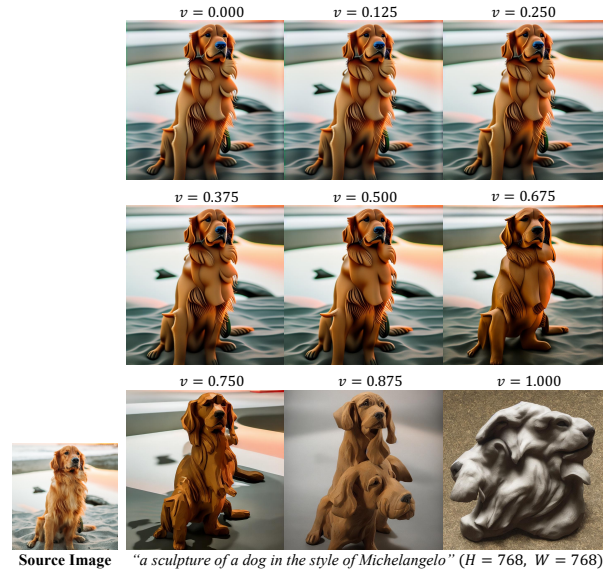 v = 0.000 v = 0.125 v = 0.250
v = 0.375 v = 0.500 v = 0.675
v = 0.750 v = 0.875 v = 1.000
Source Image "a sculpture of a dog in the style of Michelangelo" (H = 768, W = 768)